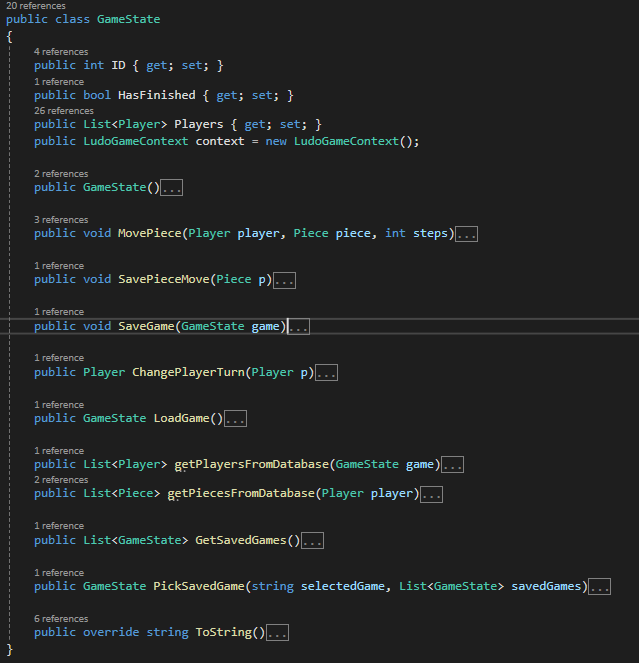 20 references
public class GameState
{
4 references
public int ID { get; set; }
1 reference
public bool HasFinished { get; set; }
26 references
public List<Player> Players { get; set; }
public LudoGameContext context = new LudoGameContext();
2 references
public GameState()...
3 references
public void MovePiece(Player player, Piece piece, int steps)...
1 reference
public void SavePieceMove(Piece p)...
1 reference
public void SaveGame(GameState game)...
1 reference
public Player ChangePlayerTurn(Player p)...
1 reference
public GameState LoadGame()...
1 reference
public List<Player> getPlayersFromDatabase(GameState game)...
2 references
public List<Piece> getPiecesFromDatabase(Player player)...
1 reference
public List<GameState> GetSavedGames()...
1 reference
public GameState PickSavedGame(string selectedGame, List<GameState> savedGames)...
6 references
public override string ToString()...
}